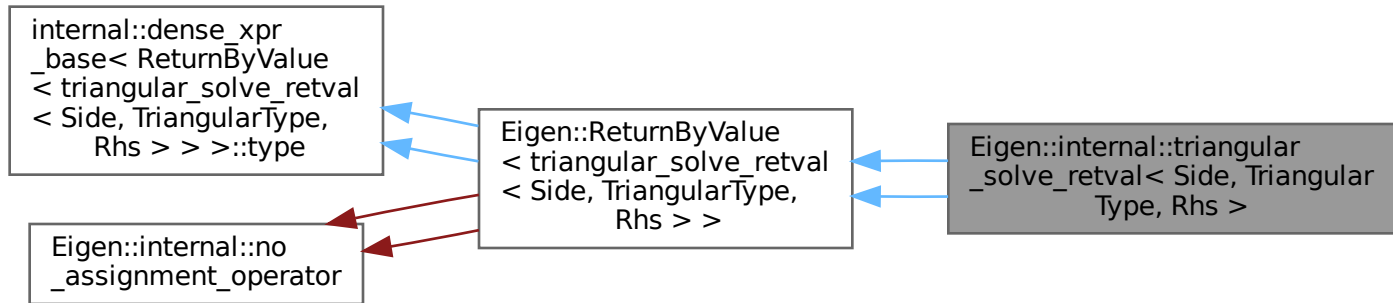 internal::dense_xpr
_base< ReturnByValue
< triangular_solve_retval
< Side, TriangularType,
Rhs > > >::type
Eigen::internal::no
_assignment_operator
Eigen::ReturnByValue
< triangular_solve_retval
< Side, TriangularType,
Rhs > >
Eigen::internal::triangular
_solve_retval< Side, Triangular
Type, Rhs >